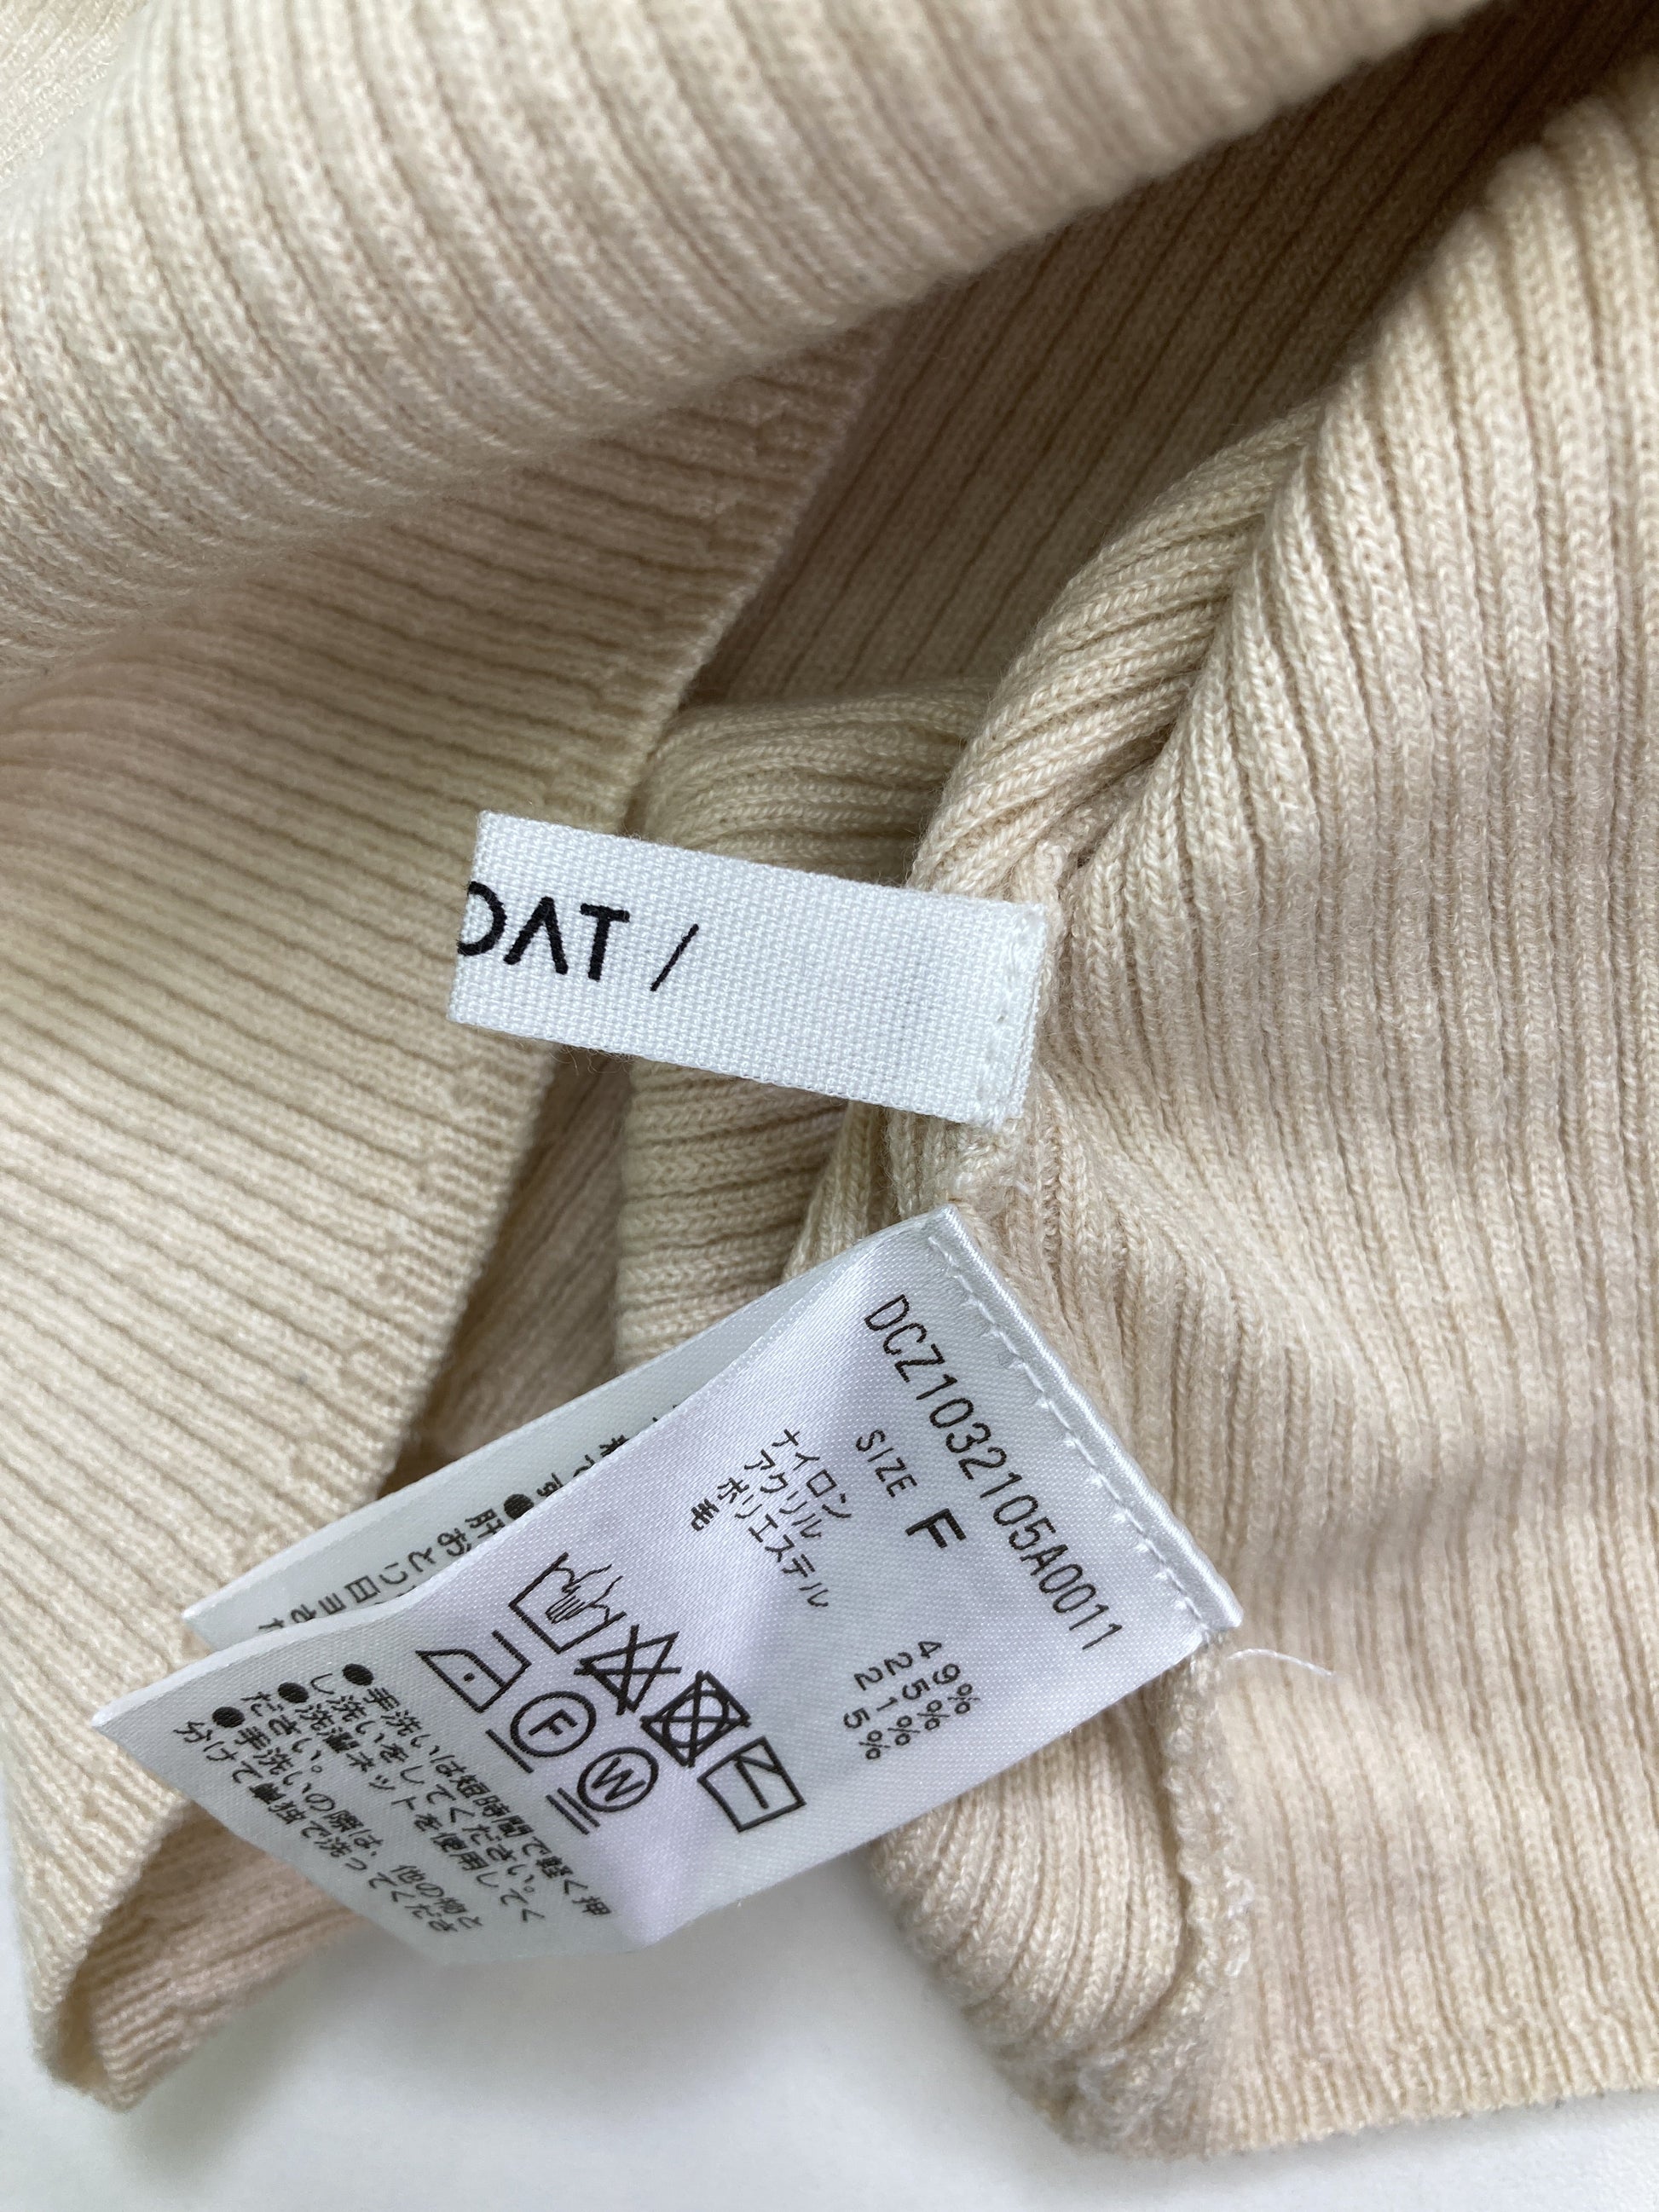 OAT /
DCZ1032105A0011
SIZE F
ナイロン 49%
アクリル 25%
ポリエステル 21%
毛 5%
F
W
●手洗いは短時間で軽く押
し洗いをしてください。
●洗濯ネットを使用してく
ださい。
●手洗いの際は、他の物と
分けて単独で洗ってくださ